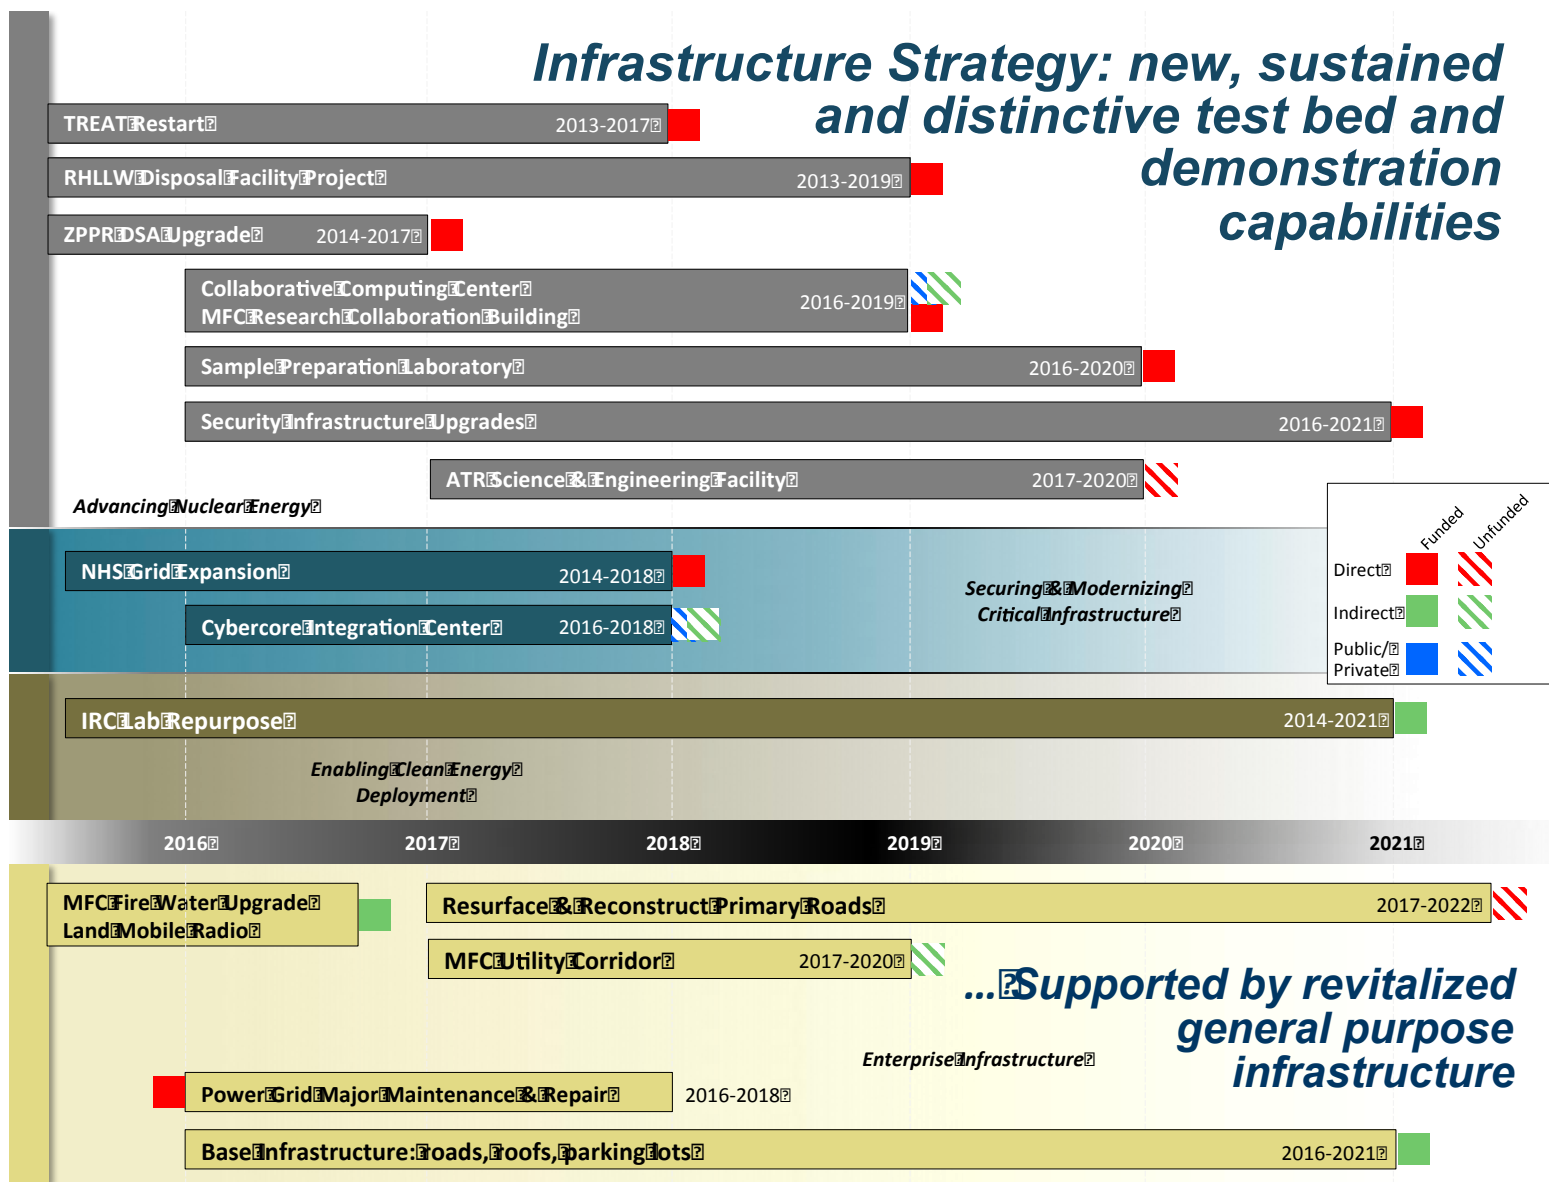 Infrastructure Strategy: new, sustained
and distinctive test bed and
demonstration
capabilities
TREAT Restart
2013-2017
RHLLW Disposal Facility Project
2013-2019
ZPPR DSA Upgrade
2014-2017
Collaborative Computing Center
MFC Research Collaboration Building
2016-2019
Sample Preparation Laboratory
2016-2020
Security Infrastructure Upgrades
2016-2021
ATR Science & Engineering Facility
2017-2020
Advancing Nuclear Energy
Funded
Unfunded
Direct
Indirect
Public/
Private
NHS Grid Expansion
2014-2018
Securing & Modernizing
Critical Infrastructure
Cybercore Integration Center
2016-2018
IRC Lab Repurpose
2014-2021
Enabling Clean Energy
Deployment
2016
2017
2018
2019
2020
2021
MFC Fire Water Upgrade
Land Mobile Radio
Resurface & Reconstruct Primary Roads
2017-2022
MFC Utility Corridor
2017-2020
... Supported by revitalized
general purpose
infrastructure
Enterprise Infrastructure
Power Grid Major Maintenance & Repair
2016-2018
Base Infrastructure: roads, roofs, parking lots
2016-2021